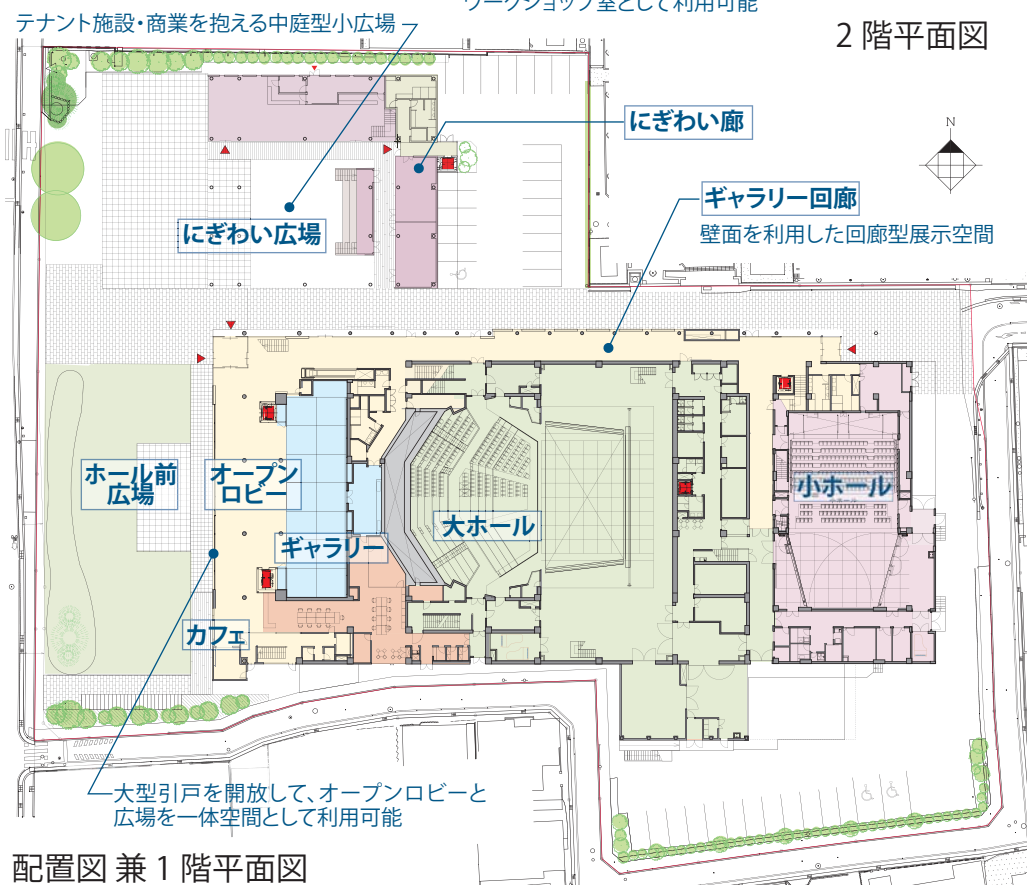 ワークショップ室として利用可能
テナント施設・商業を抱える中庭型小広場
2 階平面図
にぎわい廊
N
ギャラリー回廊
壁面を利用した回廊型展示空間
にぎわい広場
ホール前
広場
オープン
ロビー
大ホール
小ホール
ギャラリー
カフェ
大型引戸を開放して、オープンロビーと
広場を一体空間として利用可能
配置図 兼 1 階平面図